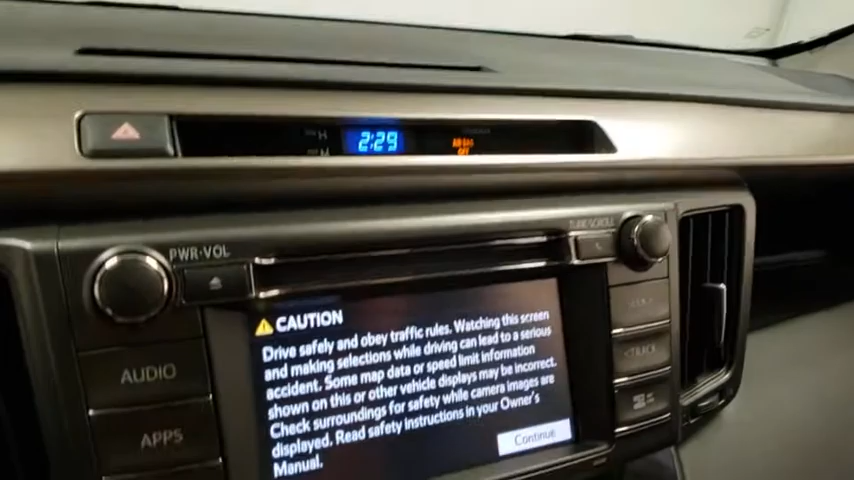 H
2:29
AIR BAG
M
OFF
PWR·VOL
TUNE·SCROLL
CAUTION
Drive safely and obey traffic rules. Watching this screen
and making selections while driving can lead to a serious
accident. Some map data or speed limit information
shown on this or other vehicle displays may be incorrect.
Check surroundings for safety while camera images are
displayed. Read safety instructions in your Owner's
Manual.
Continue
AUDIO
APPS
TRACK